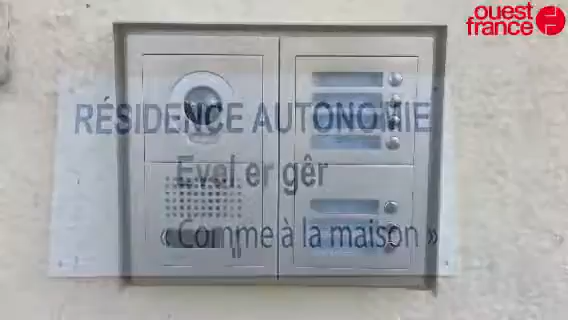 ouest
france
RÉSIDENCE AUTONOMIE
Evel er gêr
« Comme à la maison »